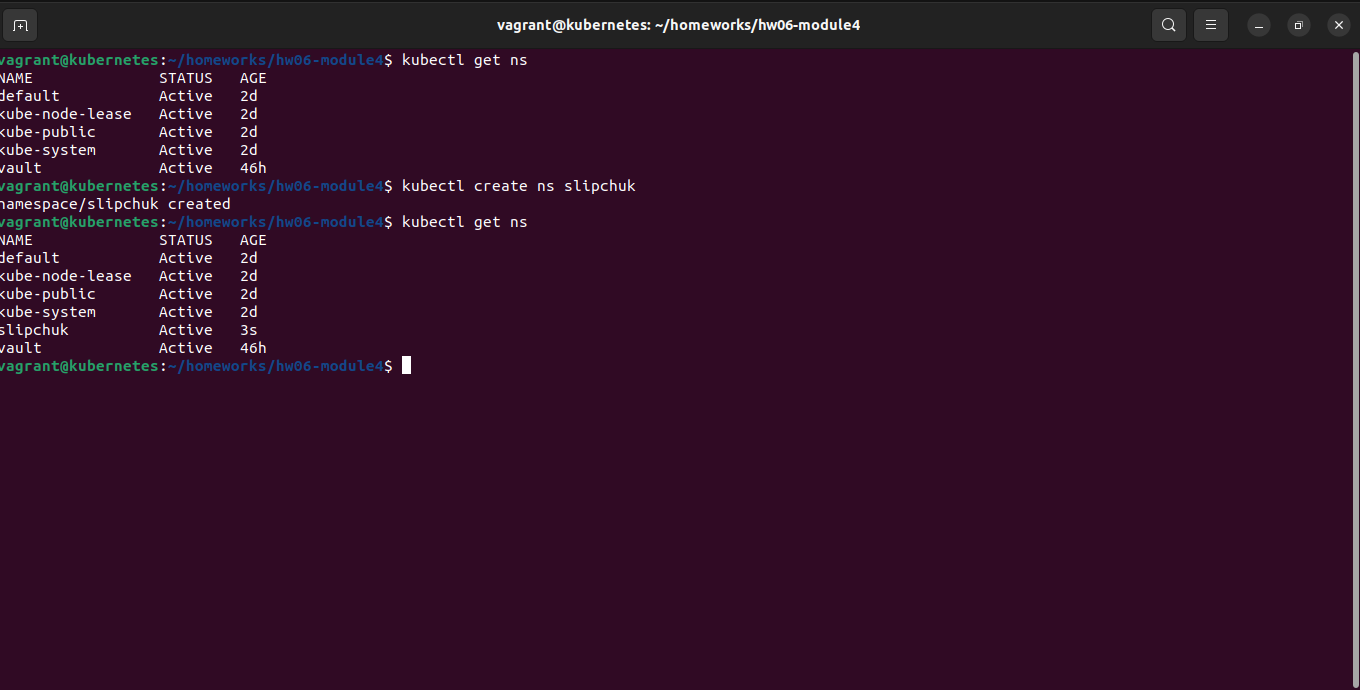 vagrant@kubernetes: ~/homeworks/hw06-module4
vagrant@kubernetes:~/homeworks/hw06-module4$ kubectl get ns
NAME STATUS AGE
default Active 2d
kube-node-lease Active 2d
kube-public Active 2d
kube-system Active 2d
vault Active 46h
vagrant@kubernetes:~/homeworks/hw06-module4$ kubectl create ns slipchuk
namespace/slipchuk created
vagrant@kubernetes:~/homeworks/hw06-module4$ kubectl get ns
NAME STATUS AGE
default Active 2d
kube-node-lease Active 2d
kube-public Active 2d
kube-system Active 2d
slipchuk Active 3s
vault Active 46h
vagrant@kubernetes:~/homeworks/hw06-module4$